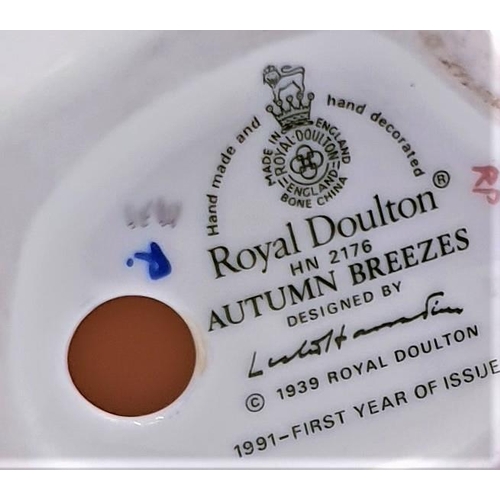 Hand made and hand decorated
MADE IN ENGLAND
ROYAL·DOULTON
ENGLAND
BONE CHINA
Royal Doulton®
HN 2176
AUTUMN BREEZES
DESIGNED BY
© 1939 ROYAL DOULTON
1991–FIRST YEAR OF ISSUE